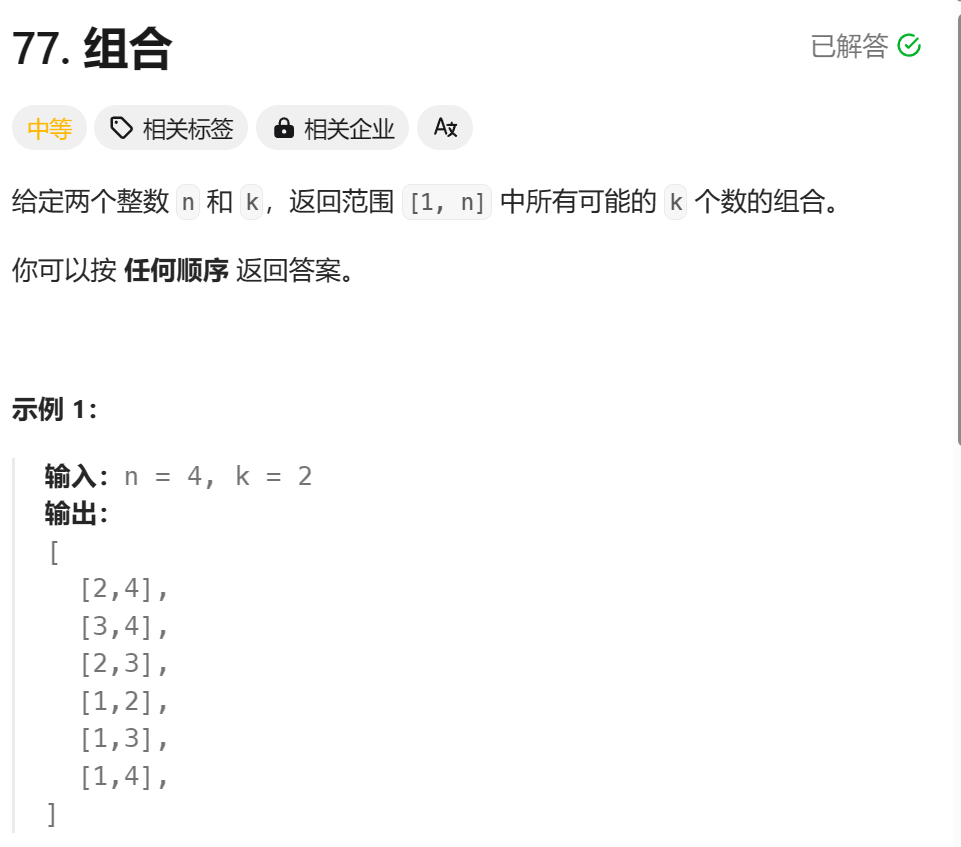 77. 组合
已解答
中等 相关标签 相关企业
给定两个整数 n 和 k，返回范围 [1, n] 中所有可能的 k 个数的组合。
你可以按 任何顺序 返回答案。
示例 1：
输入：n = 4, k = 2
输出：
[
[2,4],
[3,4],
[2,3],
[1,2],
[1,3],
[1,4],
]